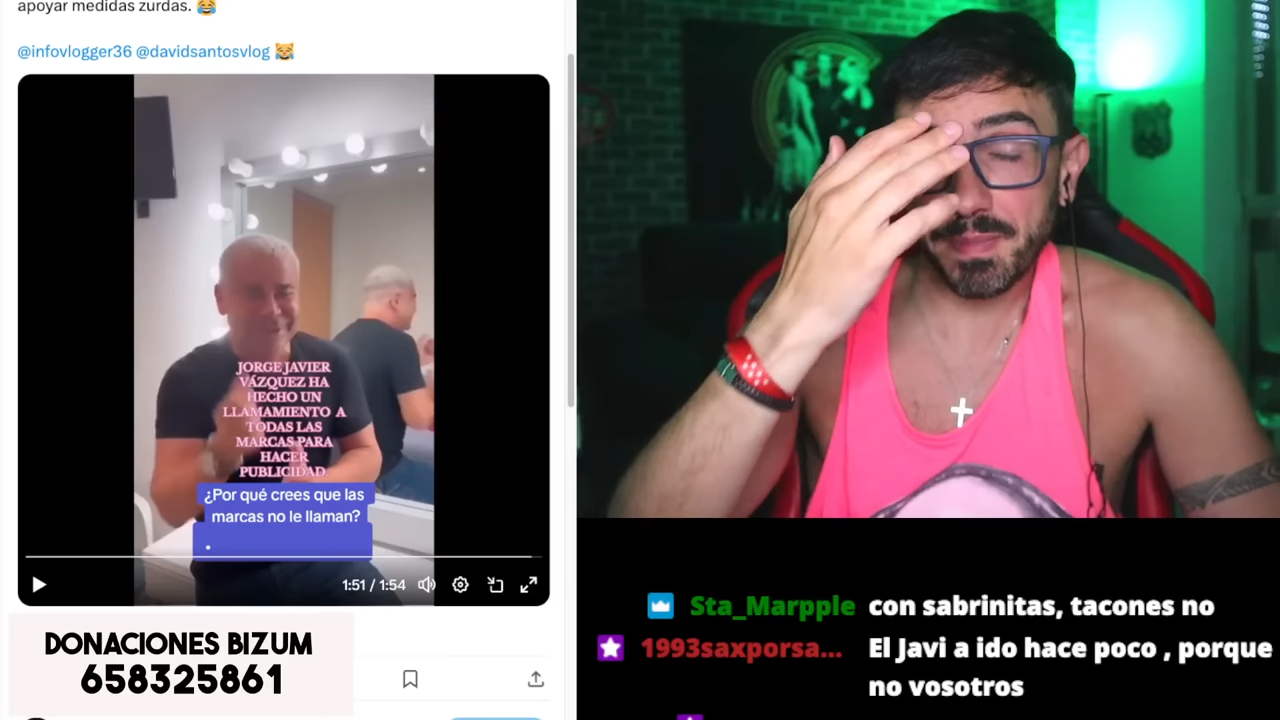 apoyar medidas zurdas. 😂
@infovlogger36 @davidsantosvlog 😹
JORGE JAVIER
VÁZQUEZ HA
HECHO UN
LLAMAMIENTO A
TODAS LAS
MARCAS PARA
HACER
PUBLICIDAD.
¿Por qué crees que las
marcas no le llaman?
.
1:51 / 1:54
DONACIONES BIZUM
658325861
Sta_Marpple con sabrinitas, tacones no
1993saxporsa... El Javi a ido hace poco , porque
no vosotros